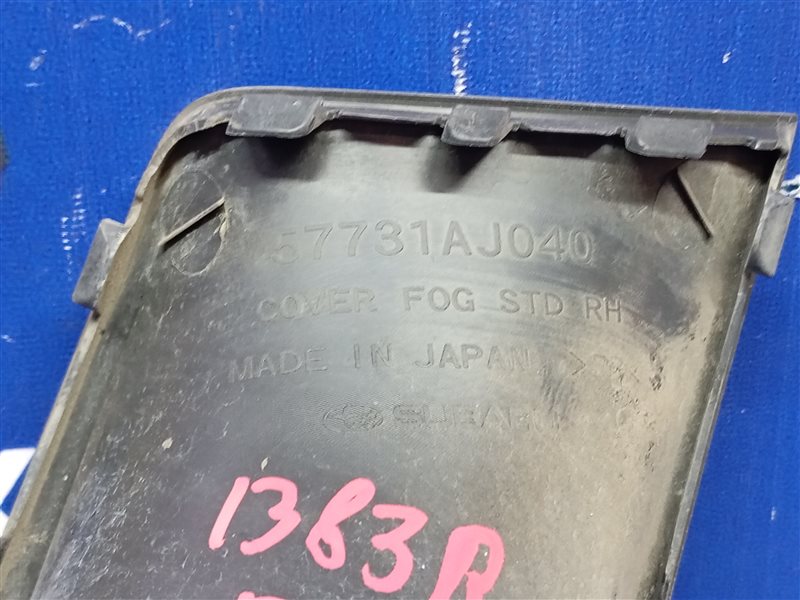 57731AJ040
COVER FOG STD RH
MADE IN JAPAN
SUBARU
1383R